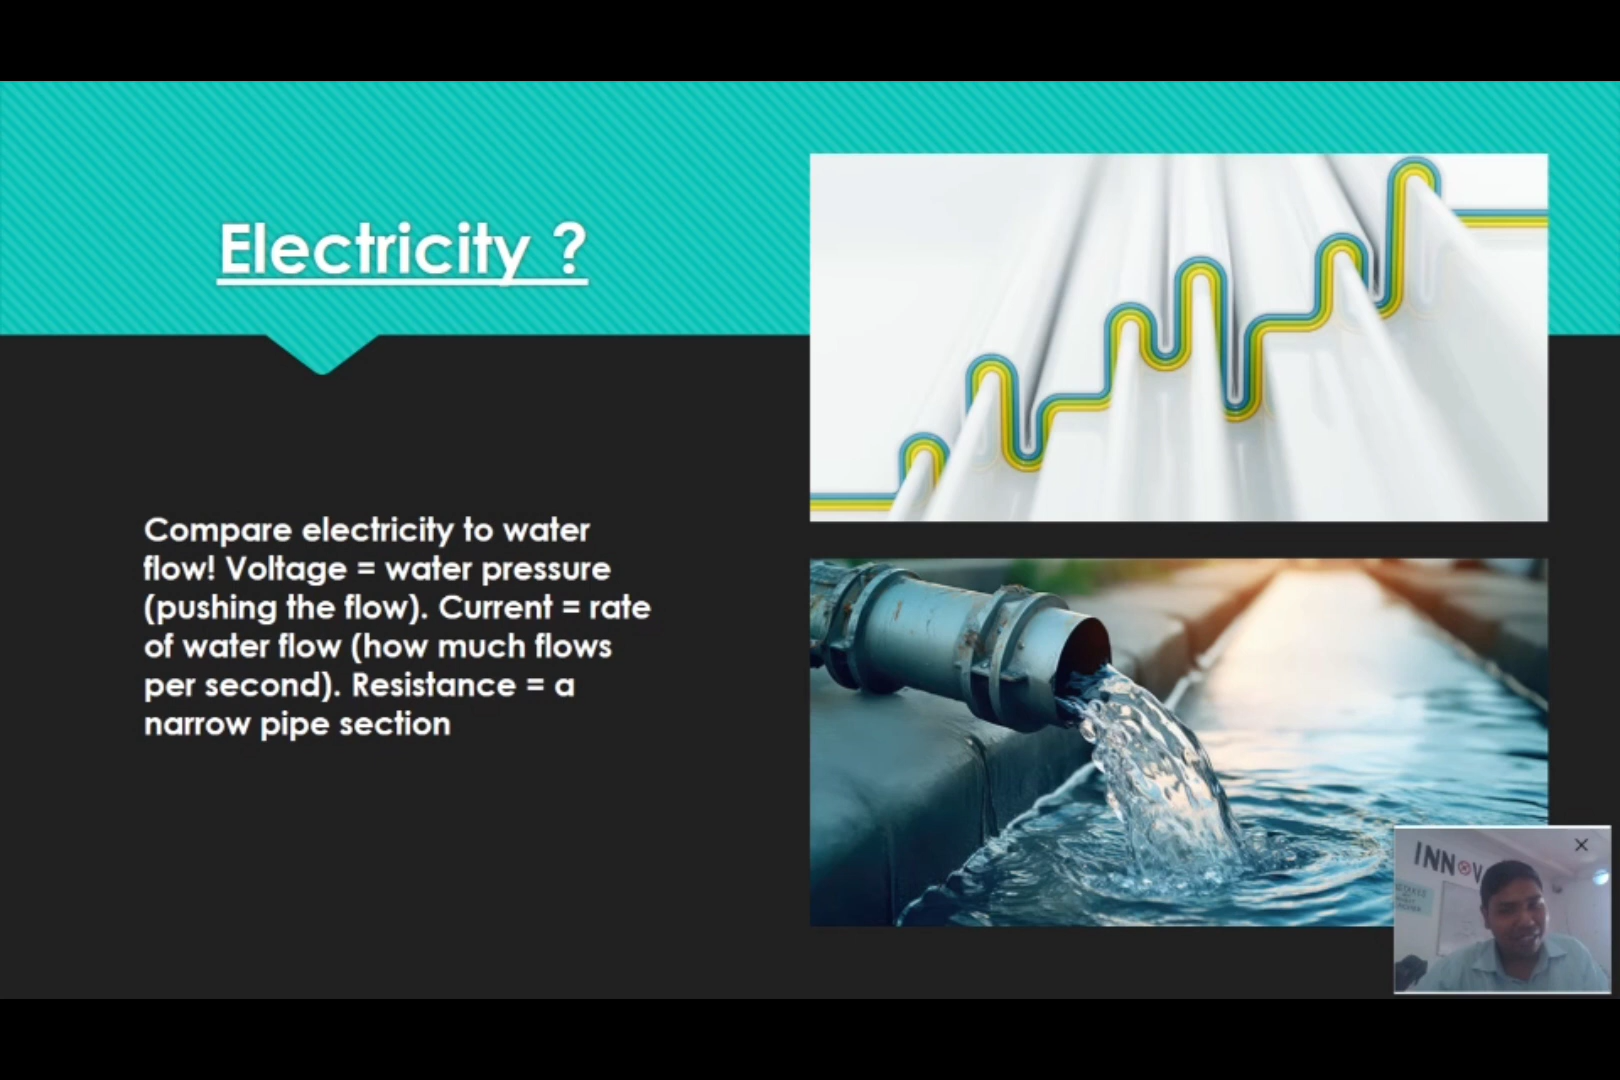 Electricity ?
Compare electricity to water
flow! Voltage = water pressure
(pushing the flow). Current = rate
of water flow (how much flows
per second). Resistance = a
narrow pipe section
INNOV